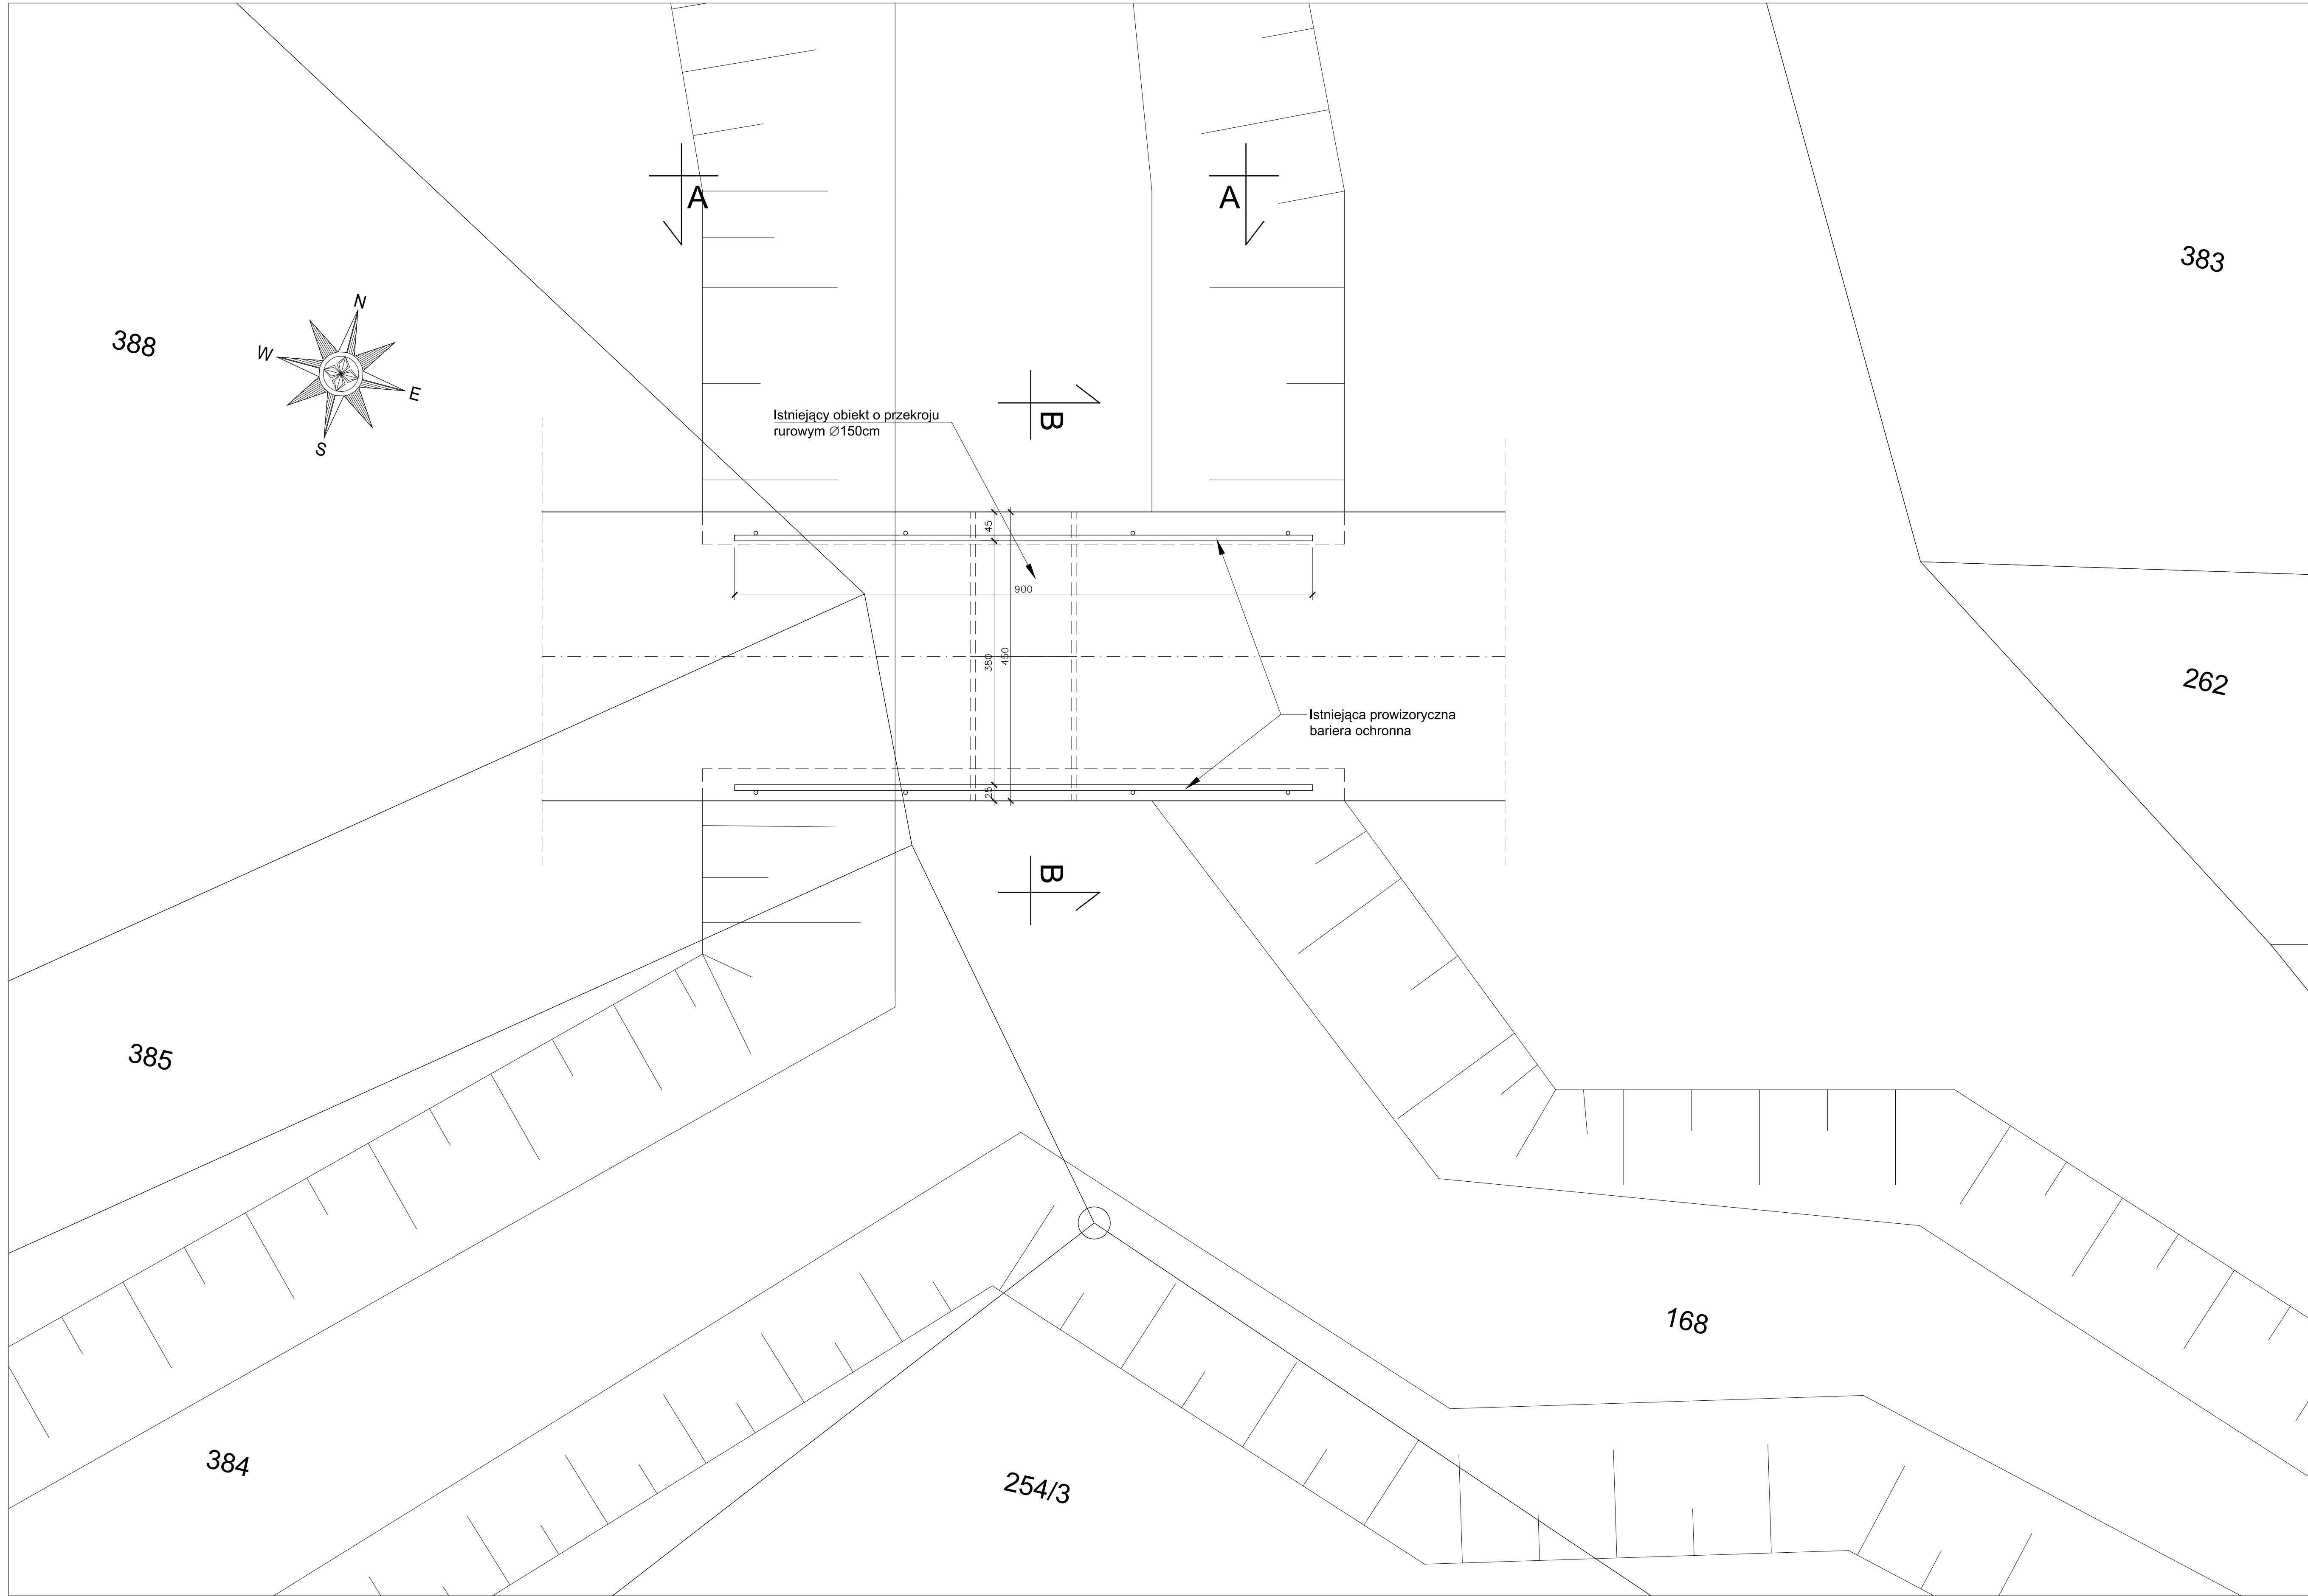 A
A
383
N
388
W
E
S
Istniejący obiekt o przekroju
rurowym ∅150cm
B
45
900
380
450
262
Istniejąca prowizoryczna
bariera ochronna
25
B
385
168
384
254/3